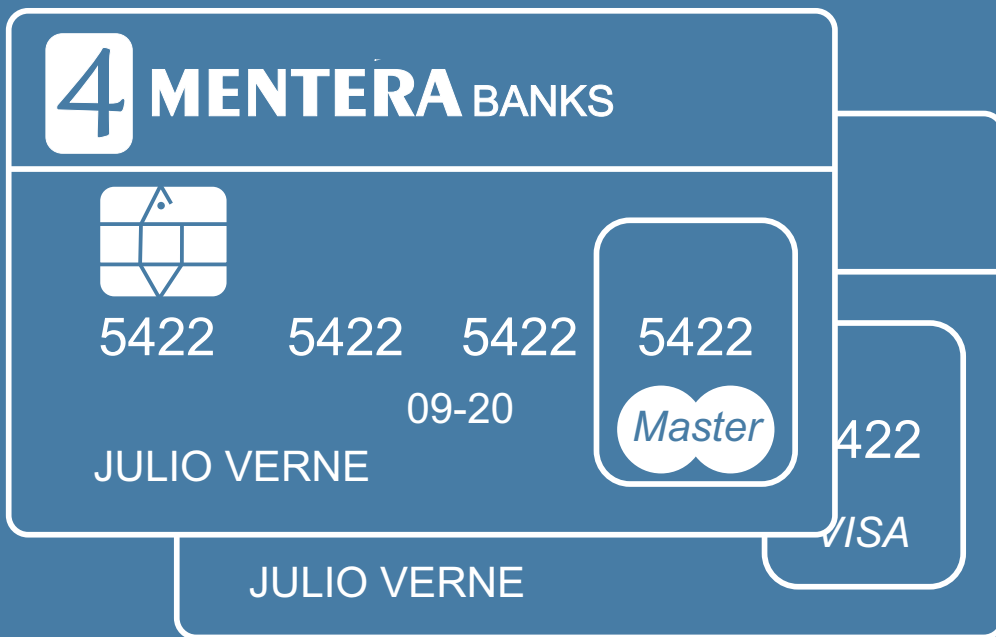 4 MENTERA BANKS
5422 5422 5422 5422
09-20
Master
JULIO VERNE
422
VISA
JULIO VERNE